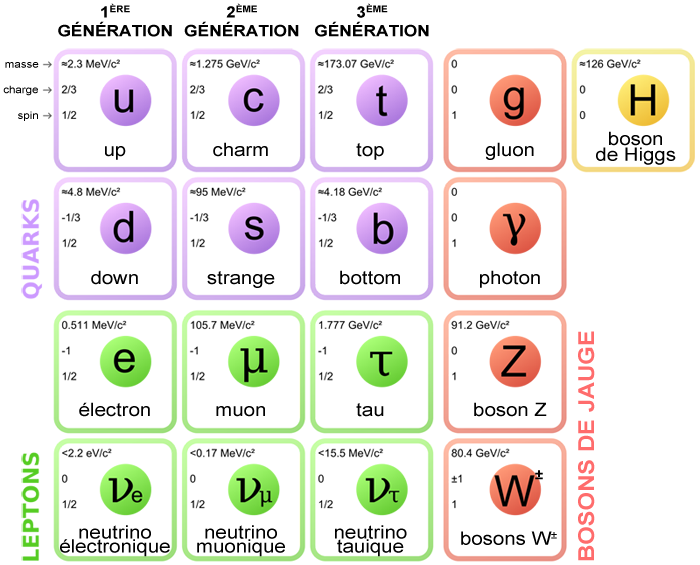 1ÈRE GÉNÉRATION
2ÈME GÉNÉRATION
3ÈME GÉNÉRATION
masse →
charge →
spin →
≈2.3 MeV/c²
2/3
1/2
u
up
≈1.275 GeV/c²
2/3
1/2
c
charm
≈173.07 GeV/c²
2/3
1/2
t
top
0
0
1
g
gluon
≈126 GeV/c²
0
0
H
boson
de Higgs
QUARKS
≈4.8 MeV/c²
-1/3
1/2
d
down
≈95 MeV/c²
-1/3
1/2
s
strange
≈4.18 GeV/c²
-1/3
1/2
b
bottom
0
0
1
γ
photon
0.511 MeV/c²
-1
1/2
e
électron
105.7 MeV/c²
-1
1/2
μ
muon
1.777 GeV/c²
-1
1/2
τ
tau
91.2 GeV/c²
0
1
Z
boson Z
LEPTONS
<2.2 eV/c²
0
1/2
νe
neutrino
électronique
<0.17 MeV/c²
0
1/2
νμ
neutrino
muonique
<15.5 MeV/c²
0
1/2
ντ
neutrino
tauique
80.4 GeV/c²
±1
1
W±
bosons W±
BOSONS DE JAUGE